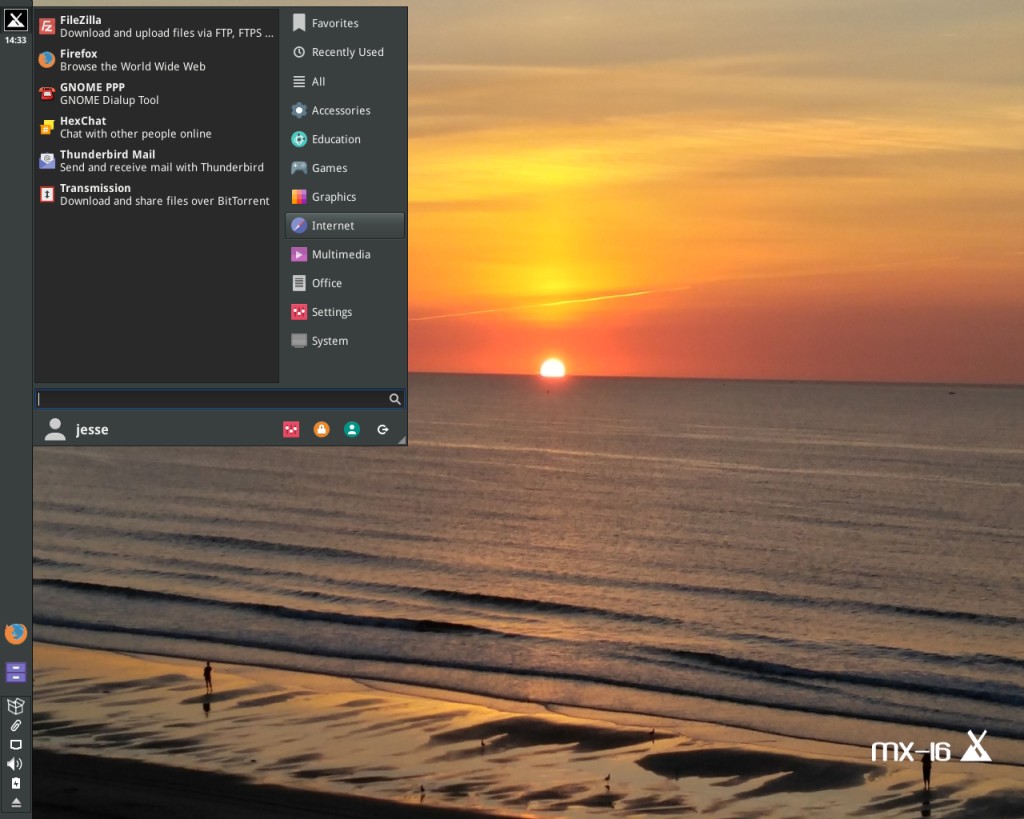 14:33
FileZilla
Download and upload files via FTP, FTPS ...
Firefox
Browse the World Wide Web
GNOME PPP
GNOME Dialup Tool
HexChat
Chat with other people online
Thunderbird Mail
Send and receive mail with Thunderbird
Transmission
Download and share files over BitTorrent
Favorites
Recently Used
All
Accessories
Education
Games
Graphics
Internet
Multimedia
Office
Settings
System
jesse
mx-16